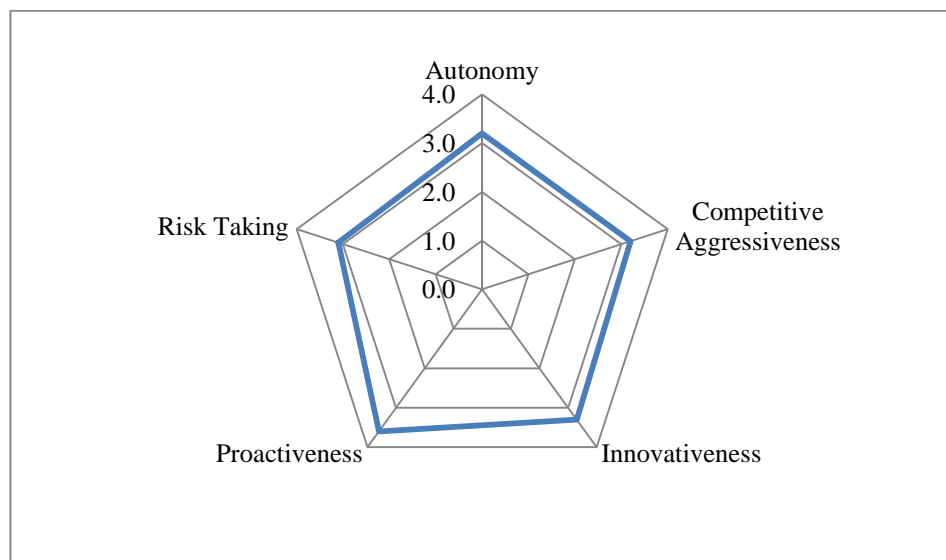 Autonomy
4.0
3.0
2.0
1.0
0.0
Competitive
Aggressiveness
Risk Taking
Proactiveness
Innovativeness